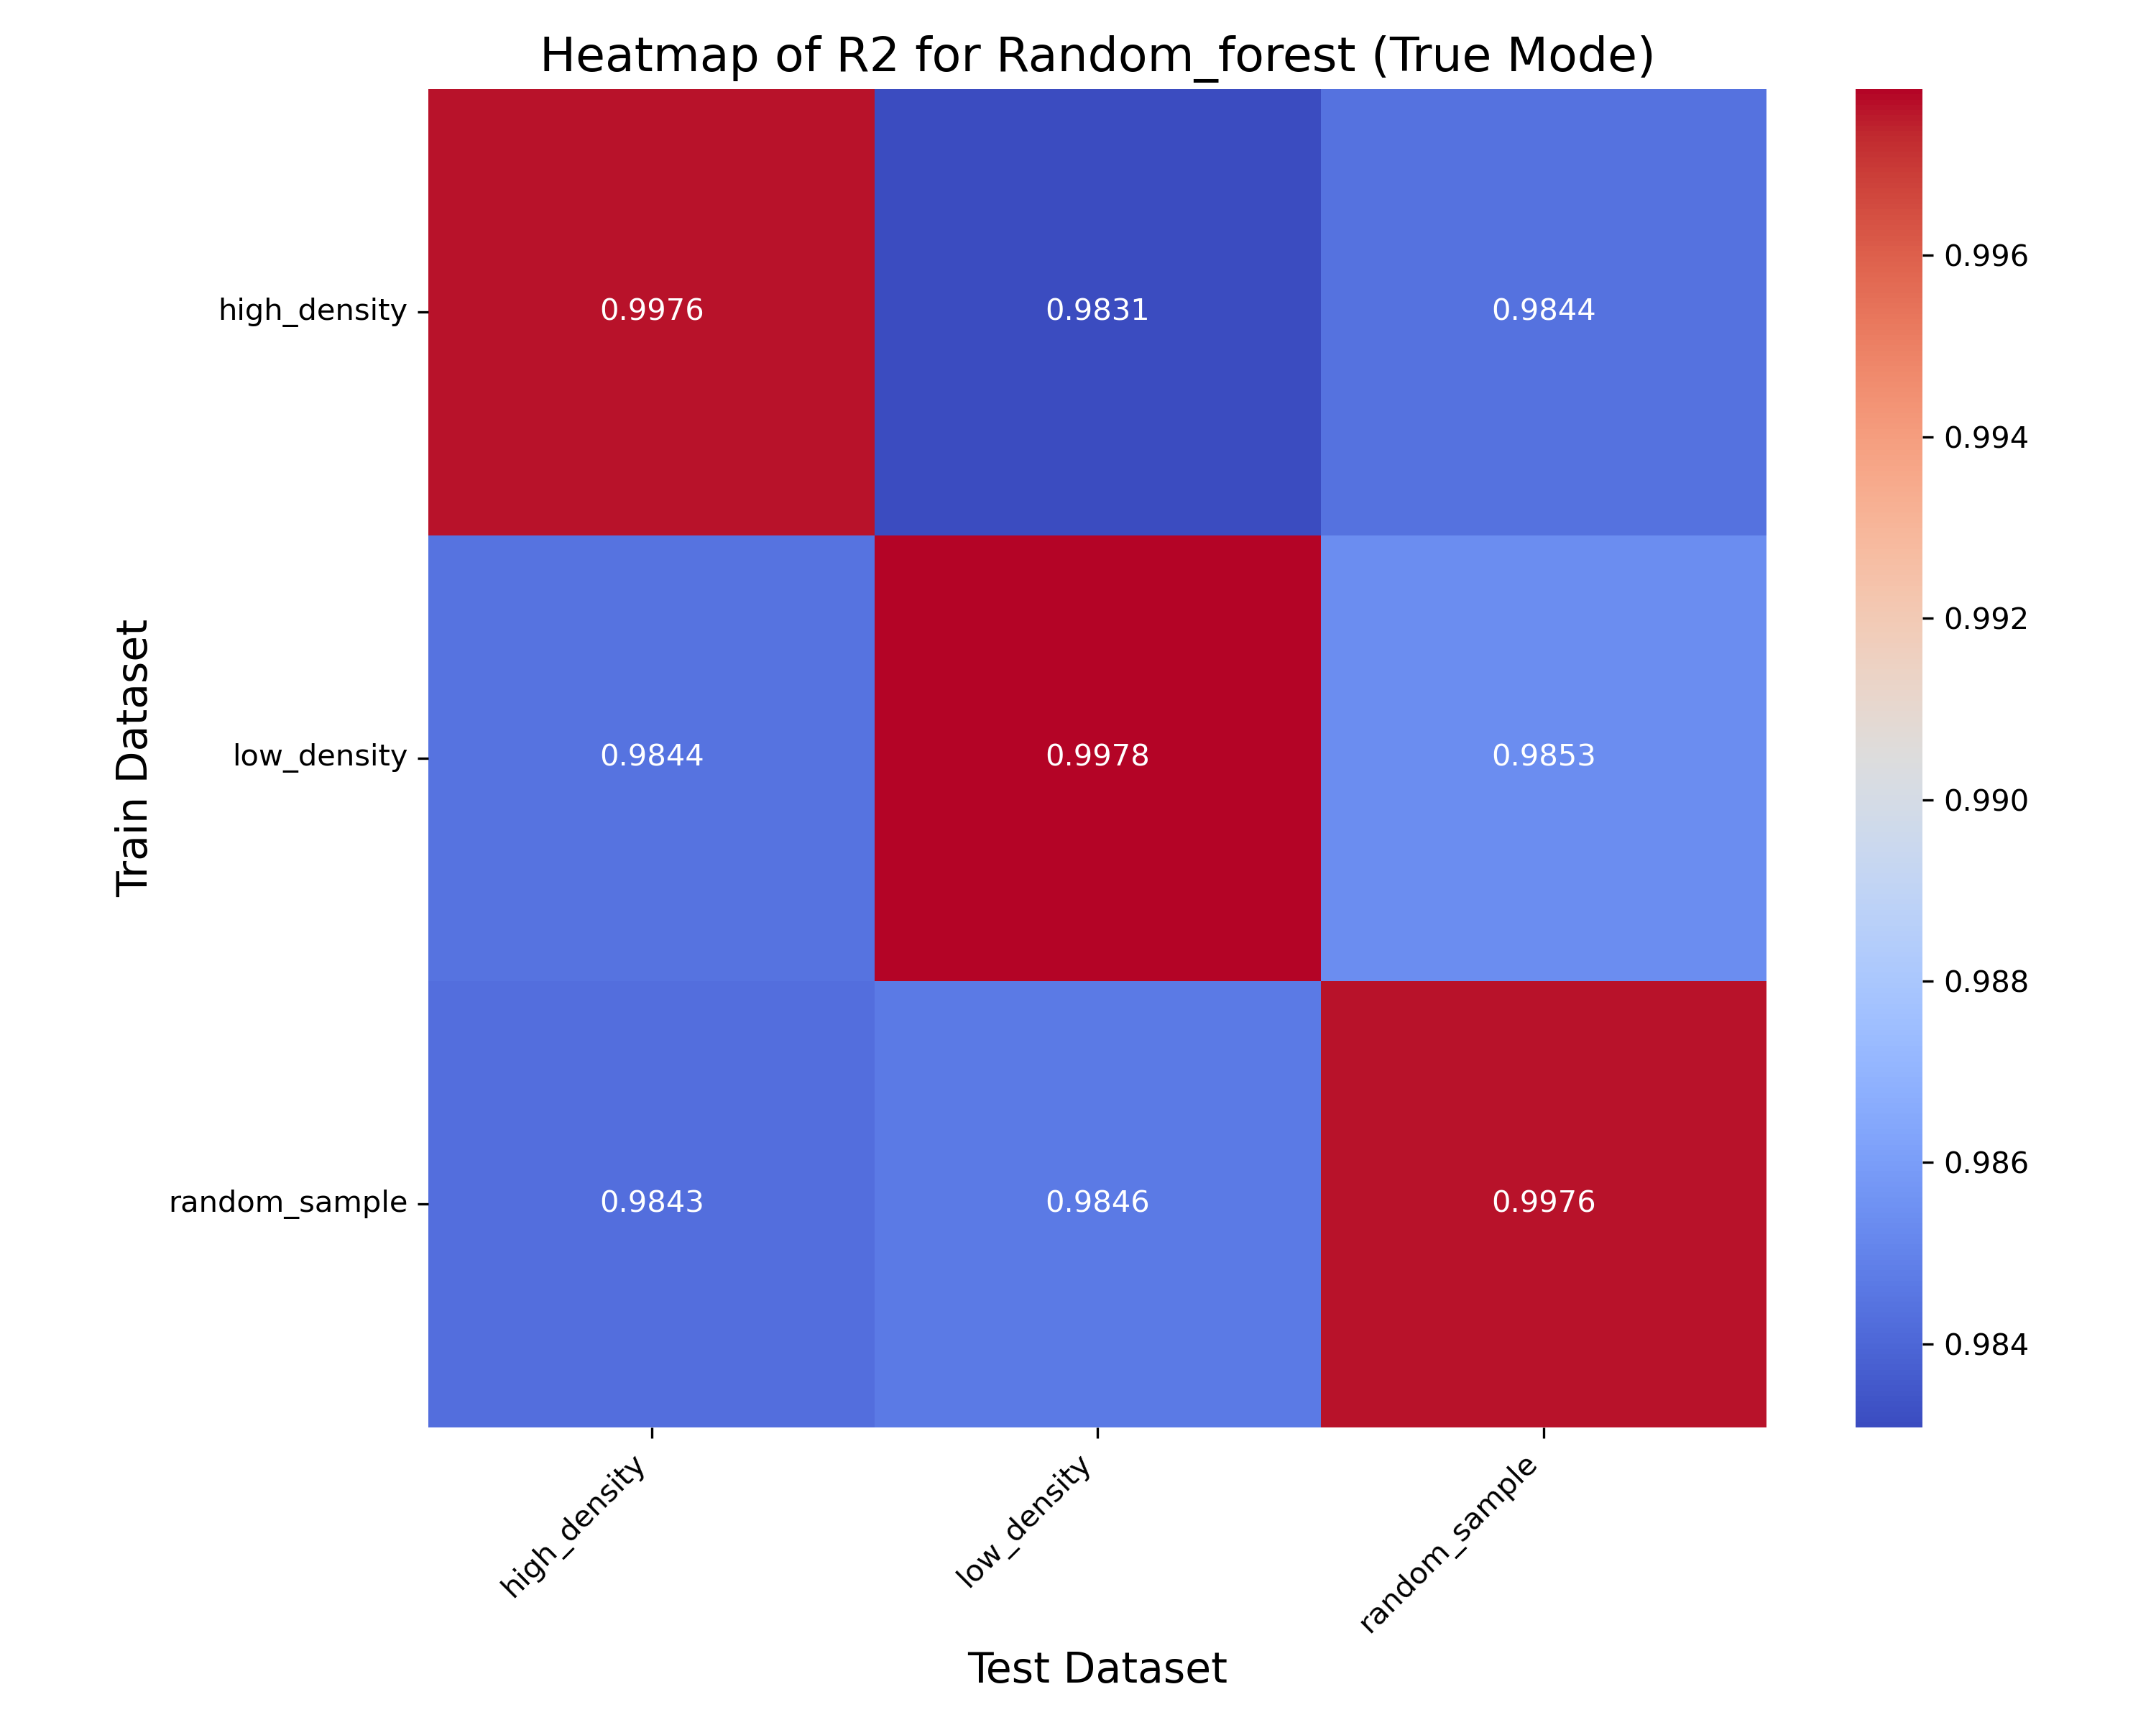 Heatmap of R2 for Random_forest (True Mode)
Train Dataset
high_density
0.9976
0.9831
0.9844
low_density
0.9844
0.9978
0.9853
random_sample
0.9843
0.9846
0.9976
high_density
low_density
random_sample
Test Dataset
0.996
0.994
0.992
0.990
0.988
0.986
0.984